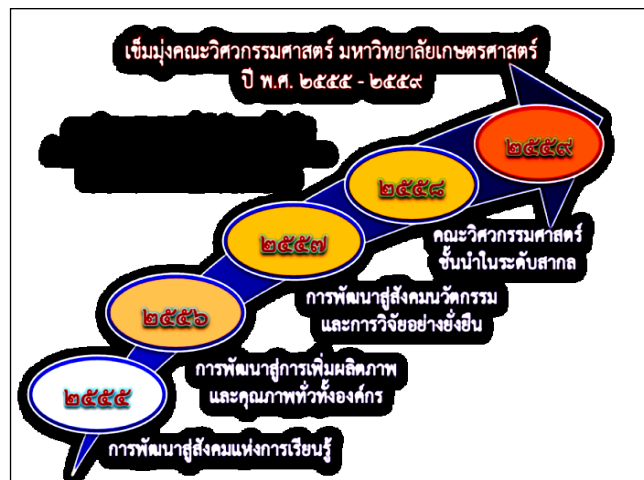 เข็มมุ่งคณะวิศวกรรมศาสตร์ มหาวิทยาลัยเกษตรศาสตร์
ปี พ.ศ. ๒๕๕๕ - ๒๕๕๙
๒๕๕๙
๒๕๕๘
คณะวิศวกรรมศาสตร์
ชั้นนำในระดับสากล
๒๕๕๗
การพัฒนาสู่สังคมนวัตกรรม
และการวิจัยอย่างยั่งยืน
๒๕๕๖
การพัฒนาสู่การเพิ่มผลิตภาพ
และคุณภาพทั่วทั้งองค์กร
๒๕๕๕
การพัฒนาสู่สังคมแห่งการเรียนรู้